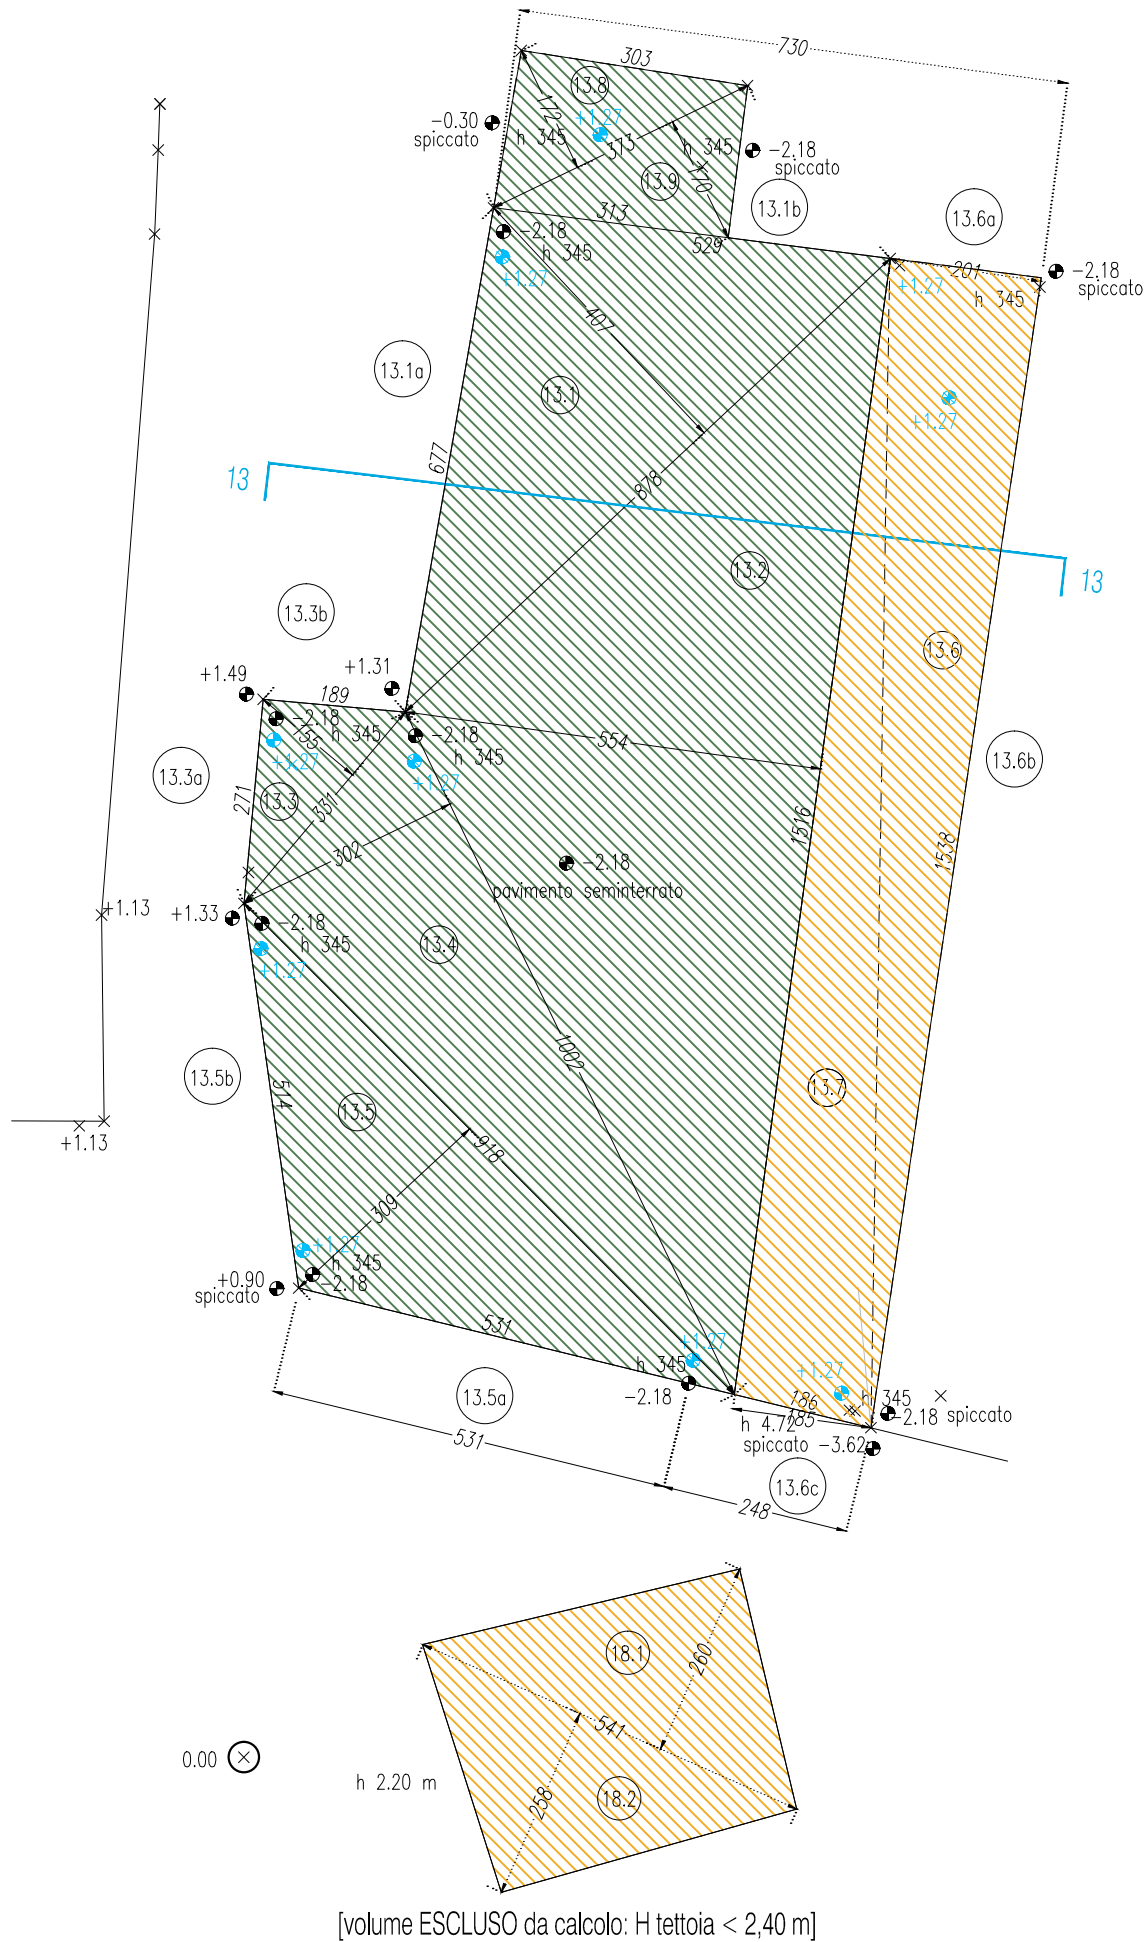 730
303
13.8
+1.27
-0.30
spiccato
172
h 345
313
h 345
-2.18
spiccato
110
13.9
13.1b
13.6a
313
529
-2.18
h 345
+1.27
+1.27
201
h 345
-2.18
spiccato
407
13.1a
13.1
+1.27
677
878
13
13
13.2
13.3b
13.6
+1.31
+1.49
189
-2.18
h 345
+1.27
-2.18
h 345
+1.27
554
13.6b
13.3a
271
13.3
331
302
1516
1538
-2.18
pavimento seminterrato
+1.13
+1.33
-2.18
h 345
+1.27
13.4
1002
13.5b
514
13.5
13.7
+1.13
918
309
+1.27
h 345
-2.18
+0.90
spiccato
531
+1.27
h 345
-2.18
+1.27
186
h 345
185
-2.18 spiccato
h 4.72
spiccato -3.62
13.5a
531
13.6c
248
18.1
260
541
0.00
h 2.20 m
258
18.2
[volume ESCLUSO da calcolo: H tettoia < 2,40 m]